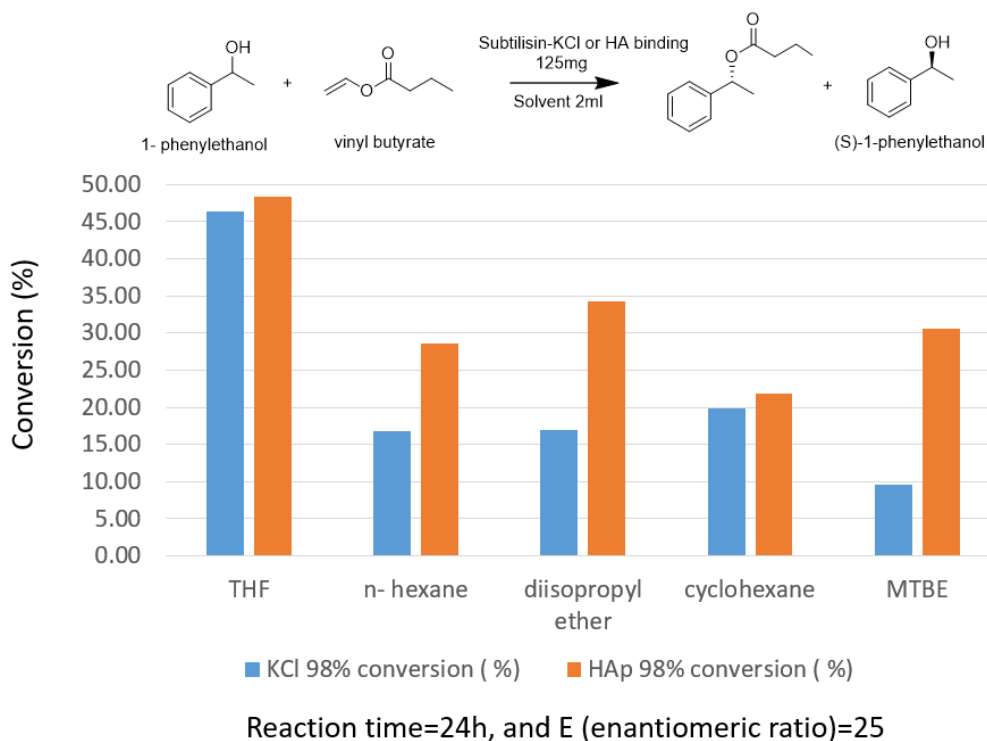 OH
O
O
Subtilisin-KCl or HA binding
125mg
Solvent 2ml
O
O
OH
+
+
1- phenylethanol
vinyl butyrate
(S)-1-phenylethanol
Conversion (%)
50.00
45.00
40.00
35.00
30.00
25.00
20.00
15.00
10.00
5.00
0.00
THF
n- hexane
diisopropyl
ether
cyclohexane
MTBE
KCl 98% conversion ( %)
HAp 98% conversion ( %)
Reaction time=24h, and E (enantiomeric ratio)=25